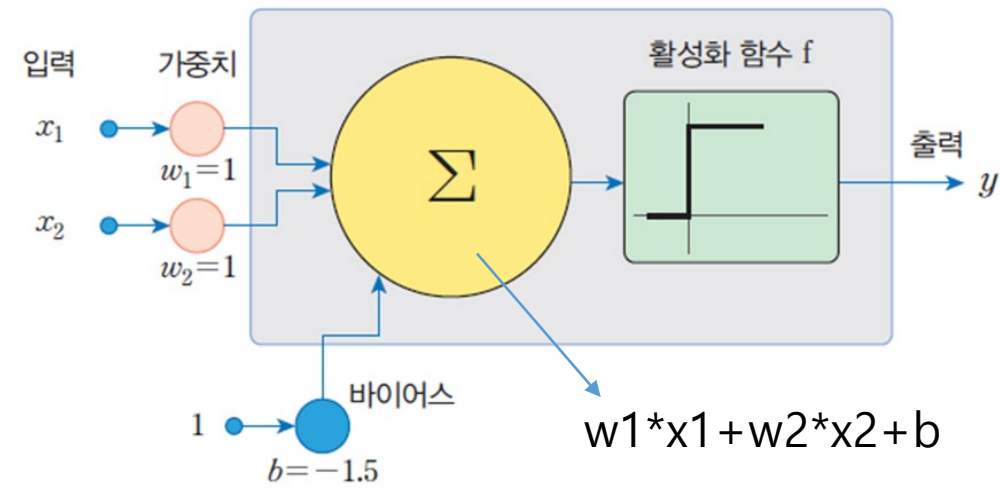 입력
가중치
활성화 함수 f
x₁
w₁=1
Σ
출력
y
x₂
w₂=1
바이어스
1
b=−1.5
w1*x1+w2*x2+b